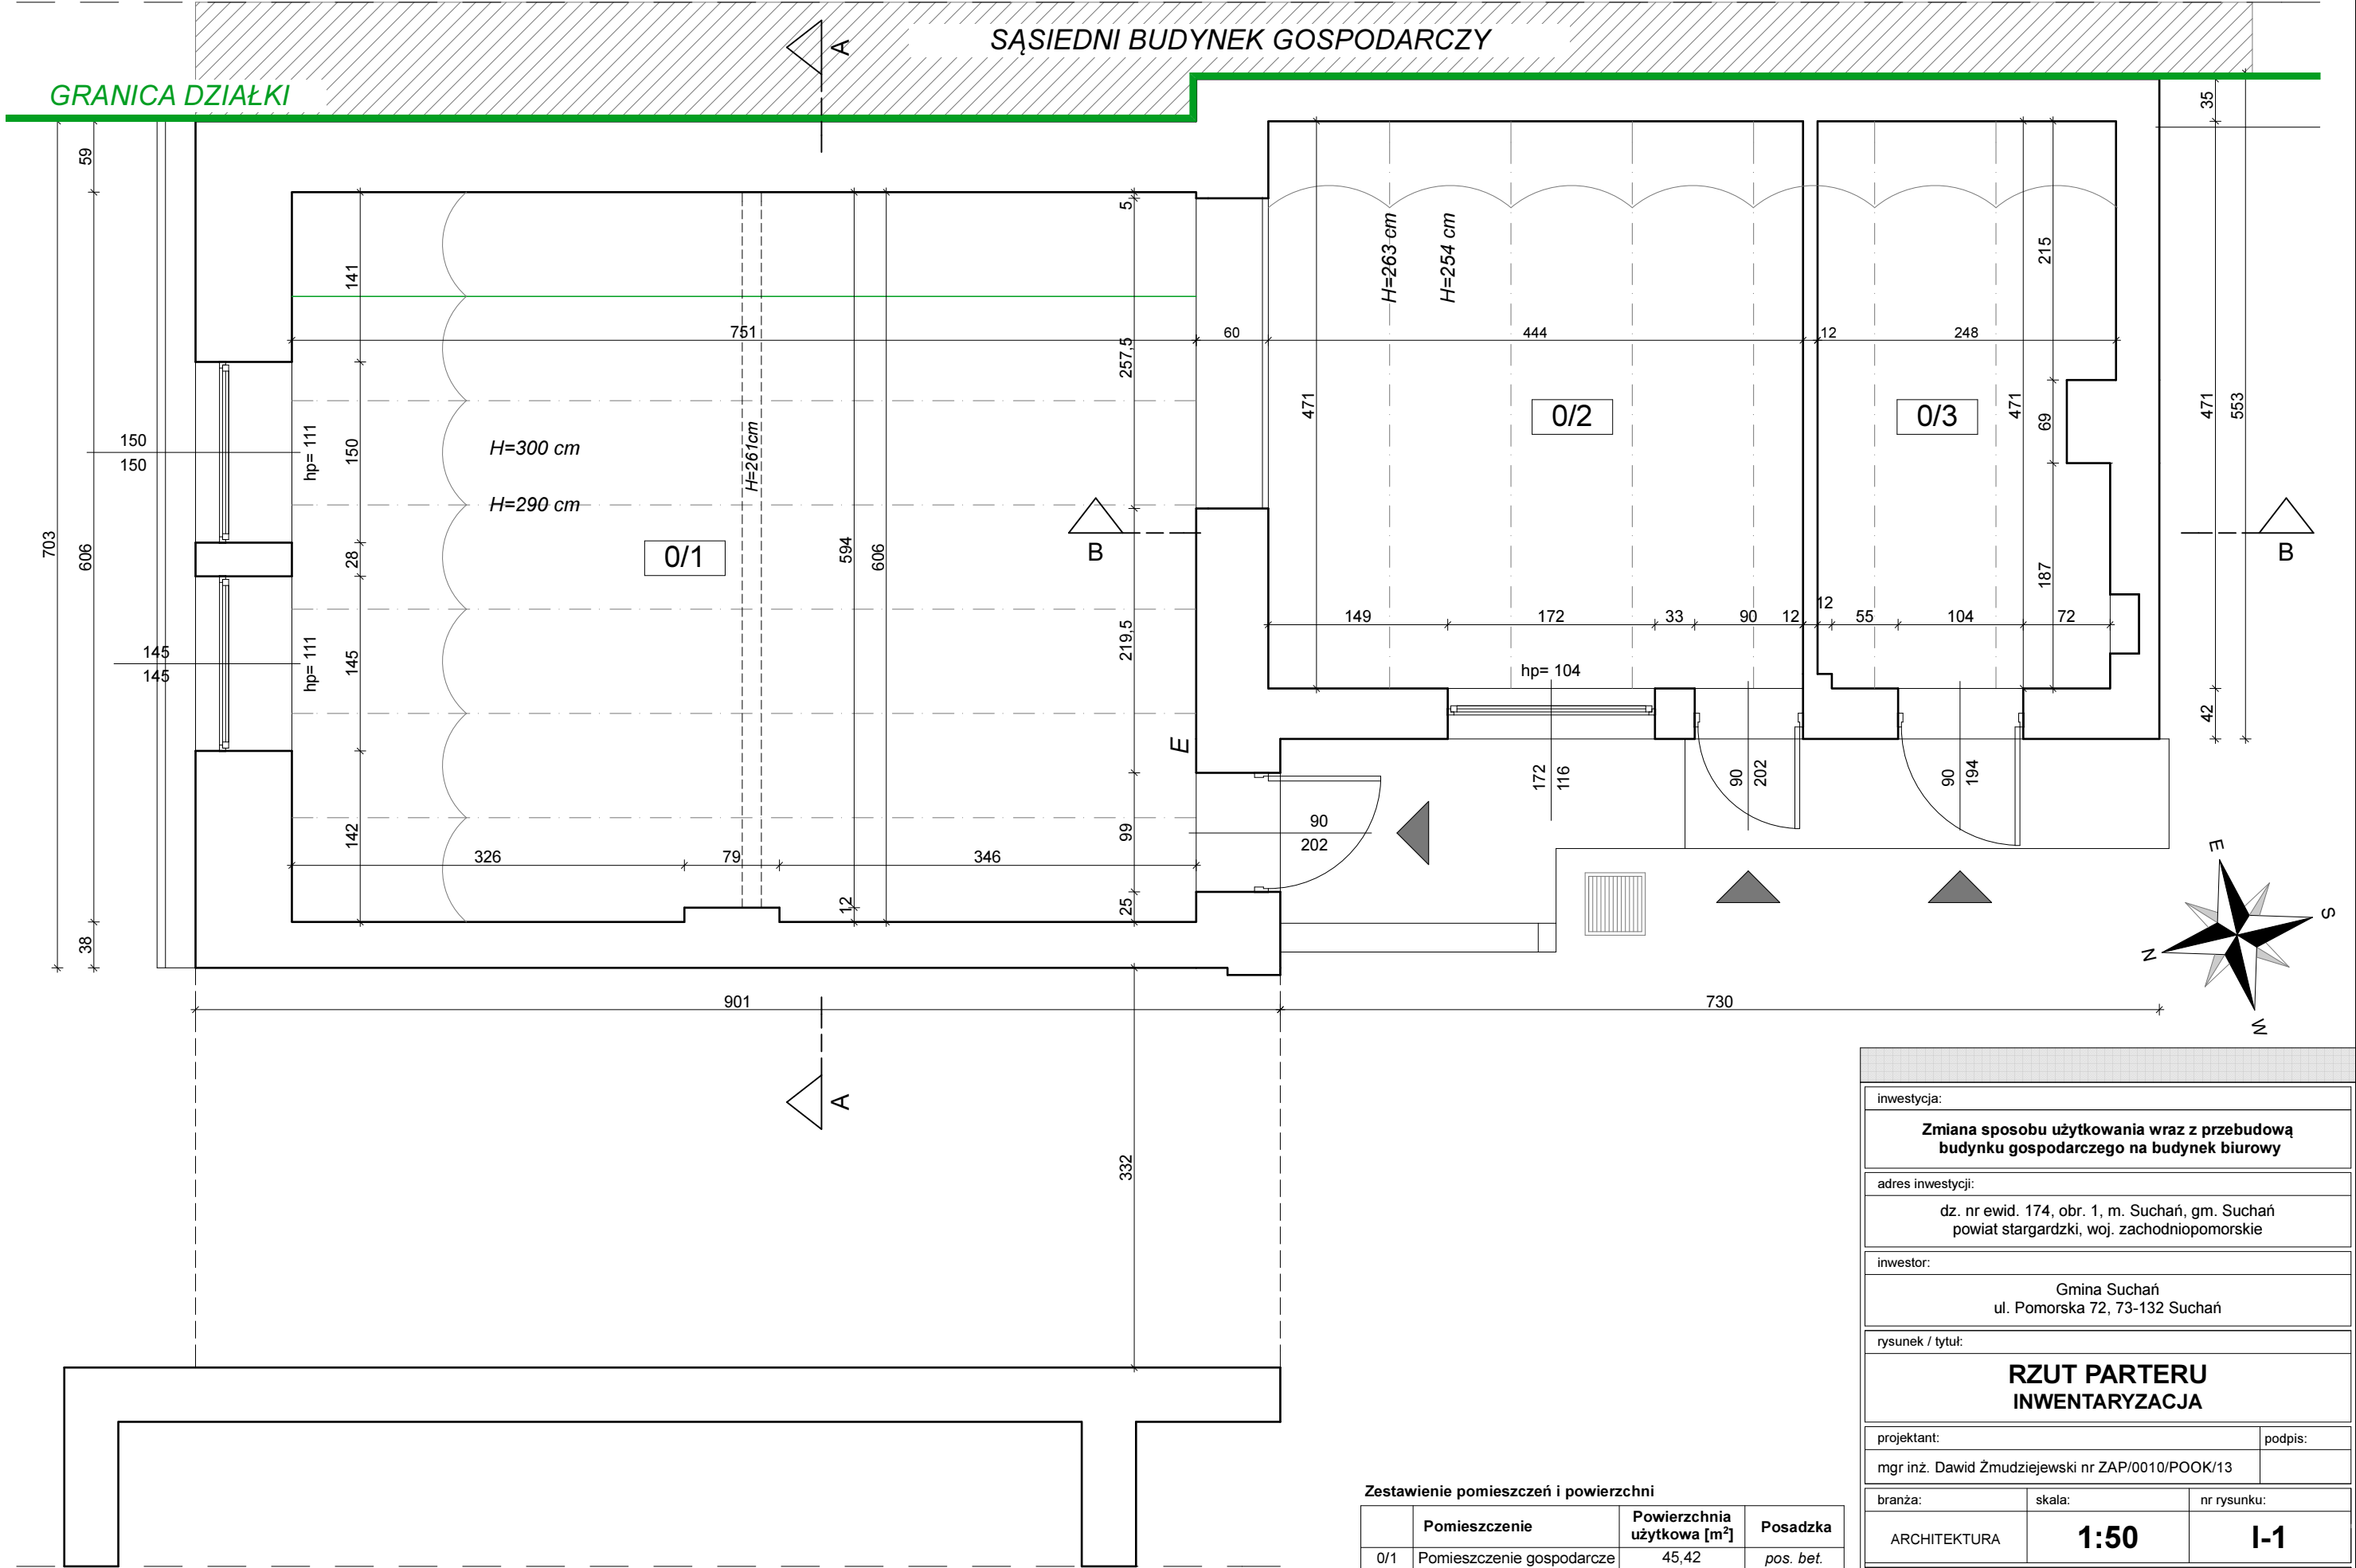 SĄSIEDNI BUDYNEK GOSPODARCZY
A
GRANICA DZIAŁKI
59
35
5
141
215
H=263 cm
H=254 cm
751
60
444
12
248
257,5
471
471
69
471
553
0/2
0/3
150
150
hp= 111
150
H=300 cm
H=261cm
H=290 cm
703
606
28
0/1
594
606
B
B
187
145
145
hp= 111
145
219,5
149
172
33
90
12
12
55
104
72
hp= 104
42
E
172
116
90
202
90
194
142
326
79
346
99
90
202
12
25
38
E
S
N
W
901
730
A
332
inwestycja:
Zmiana sposobu użytkowania wraz z przebudową
budynku gospodarczego na budynek biurowy
adres inwestycji:
dz. nr ewid. 174, obr. 1, m. Suchań, gm. Suchań
powiat stargardzki, woj. zachodniopomorskie
inwestor:
Gmina Suchań
ul. Pomorska 72, 73-132 Suchań
rysunek / tytuł:
RZUT PARTERU
INWENTARYZACJA
projektant: podpis:
mgr inż. Dawid Żmudziejewski nr ZAP/0010/POOK/13
branża: skala: nr rysunku:
ARCHITEKTURA 1:50 I-1
Zestawienie pomieszczeń i powierzchni
Pomieszczenie Powierzchnia użytkowa [m²] Posadzka
0/1 Pomieszczenie gospodarcze 45,42 pos. bet.